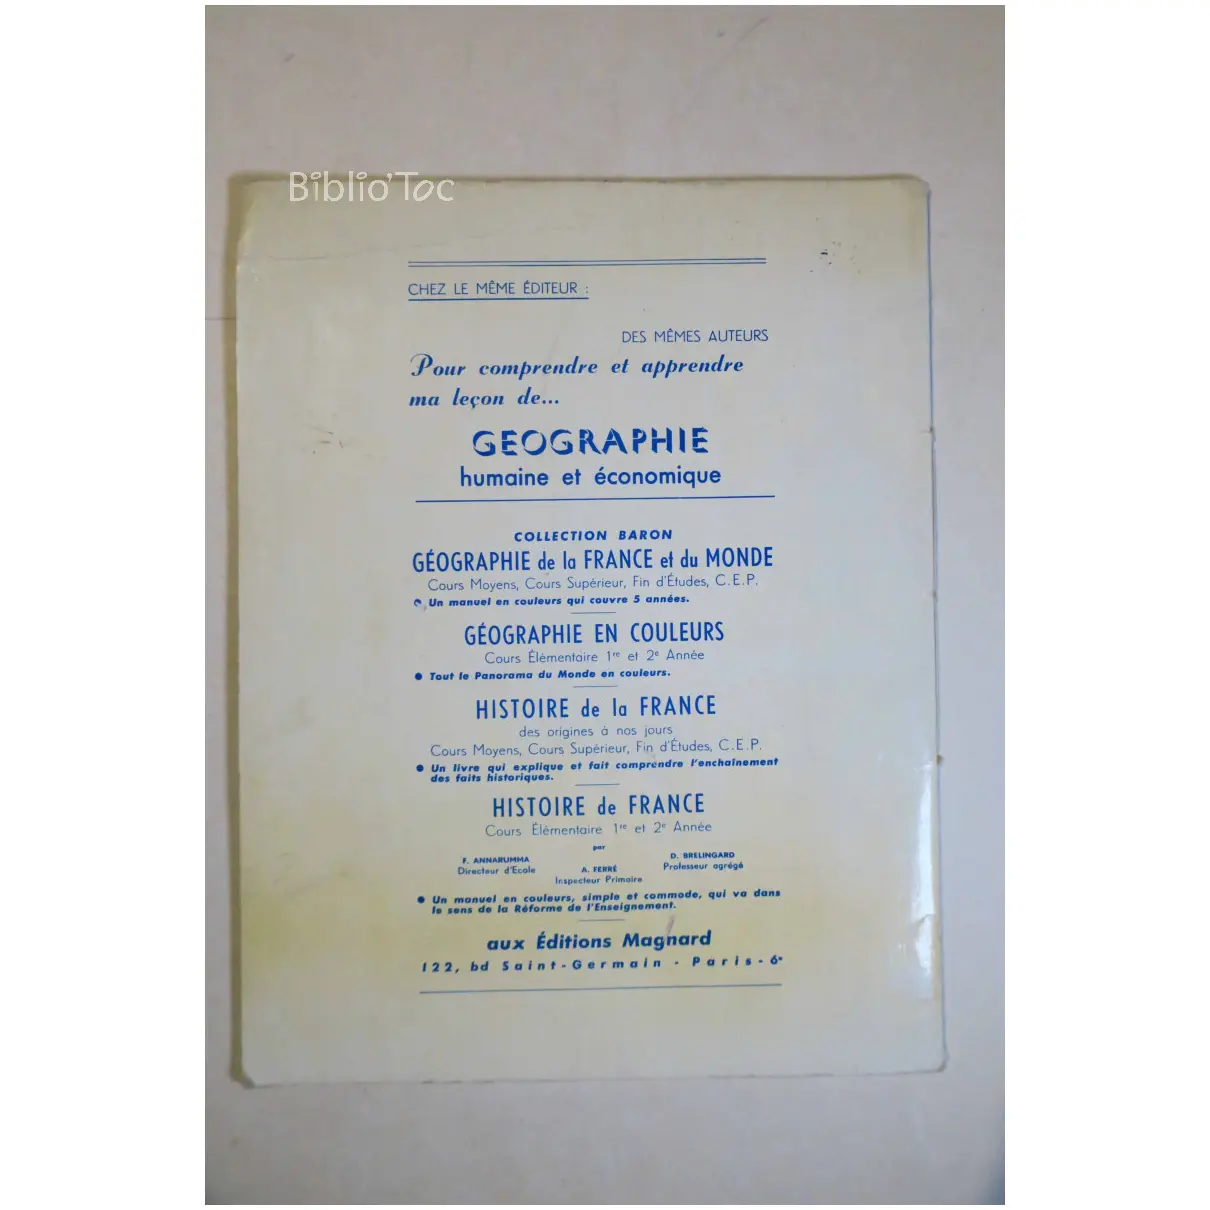 Biblio'Toc
CHEZ LE MÊME ÉDITEUR :
DES MÊMES AUTEURS
Pour comprendre et apprendre
ma leçon de...
GEOGRAPHIE
humaine et économique
COLLECTION BARON
GÉOGRAPHIE de la FRANCE et du MONDE
Cours Moyens, Cours Supérieur, Fin d'Études, C.E.P.
● Un manuel en couleurs qui couvre 5 années.
GÉOGRAPHIE EN COULEURS
Cours Élémentaire 1re et 2e Année
● Tout le Panorama du Monde en couleurs.
HISTOIRE de la FRANCE
des origines à nos jours
Cours Moyens, Cours Supérieur, Fin d'Études, C.E.P.
● Un livre qui explique et fait comprendre l'enchaînement
des faits historiques.
HISTOIRE de FRANCE
Cours Élémentaire 1re et 2e Année
par
F. ANNARUMMA
Directeur d'Ecole
A. FERRÉ
Inspecteur Primaire
D. BRELINGARD
Professeur agrégé
● Un manuel en couleurs, simple et commode, qui va dans
le sens de la Réforme de l'Enseignement.
aux Éditions Magnard
122, bd Saint-Germain - Paris-6e